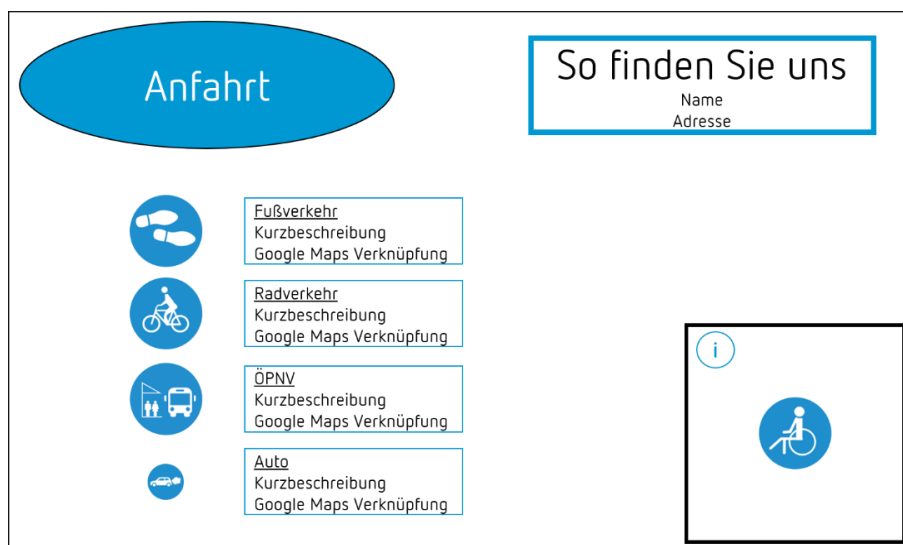 Anfahrt
So finden Sie uns
Name
Adresse
Fußverkehr
Kurzbeschreibung
Google Maps Verknüpfung
Radverkehr
Kurzbeschreibung
Google Maps Verknüpfung
ÖPNV
Kurzbeschreibung
Google Maps Verknüpfung
Auto
Kurzbeschreibung
Google Maps Verknüpfung
i